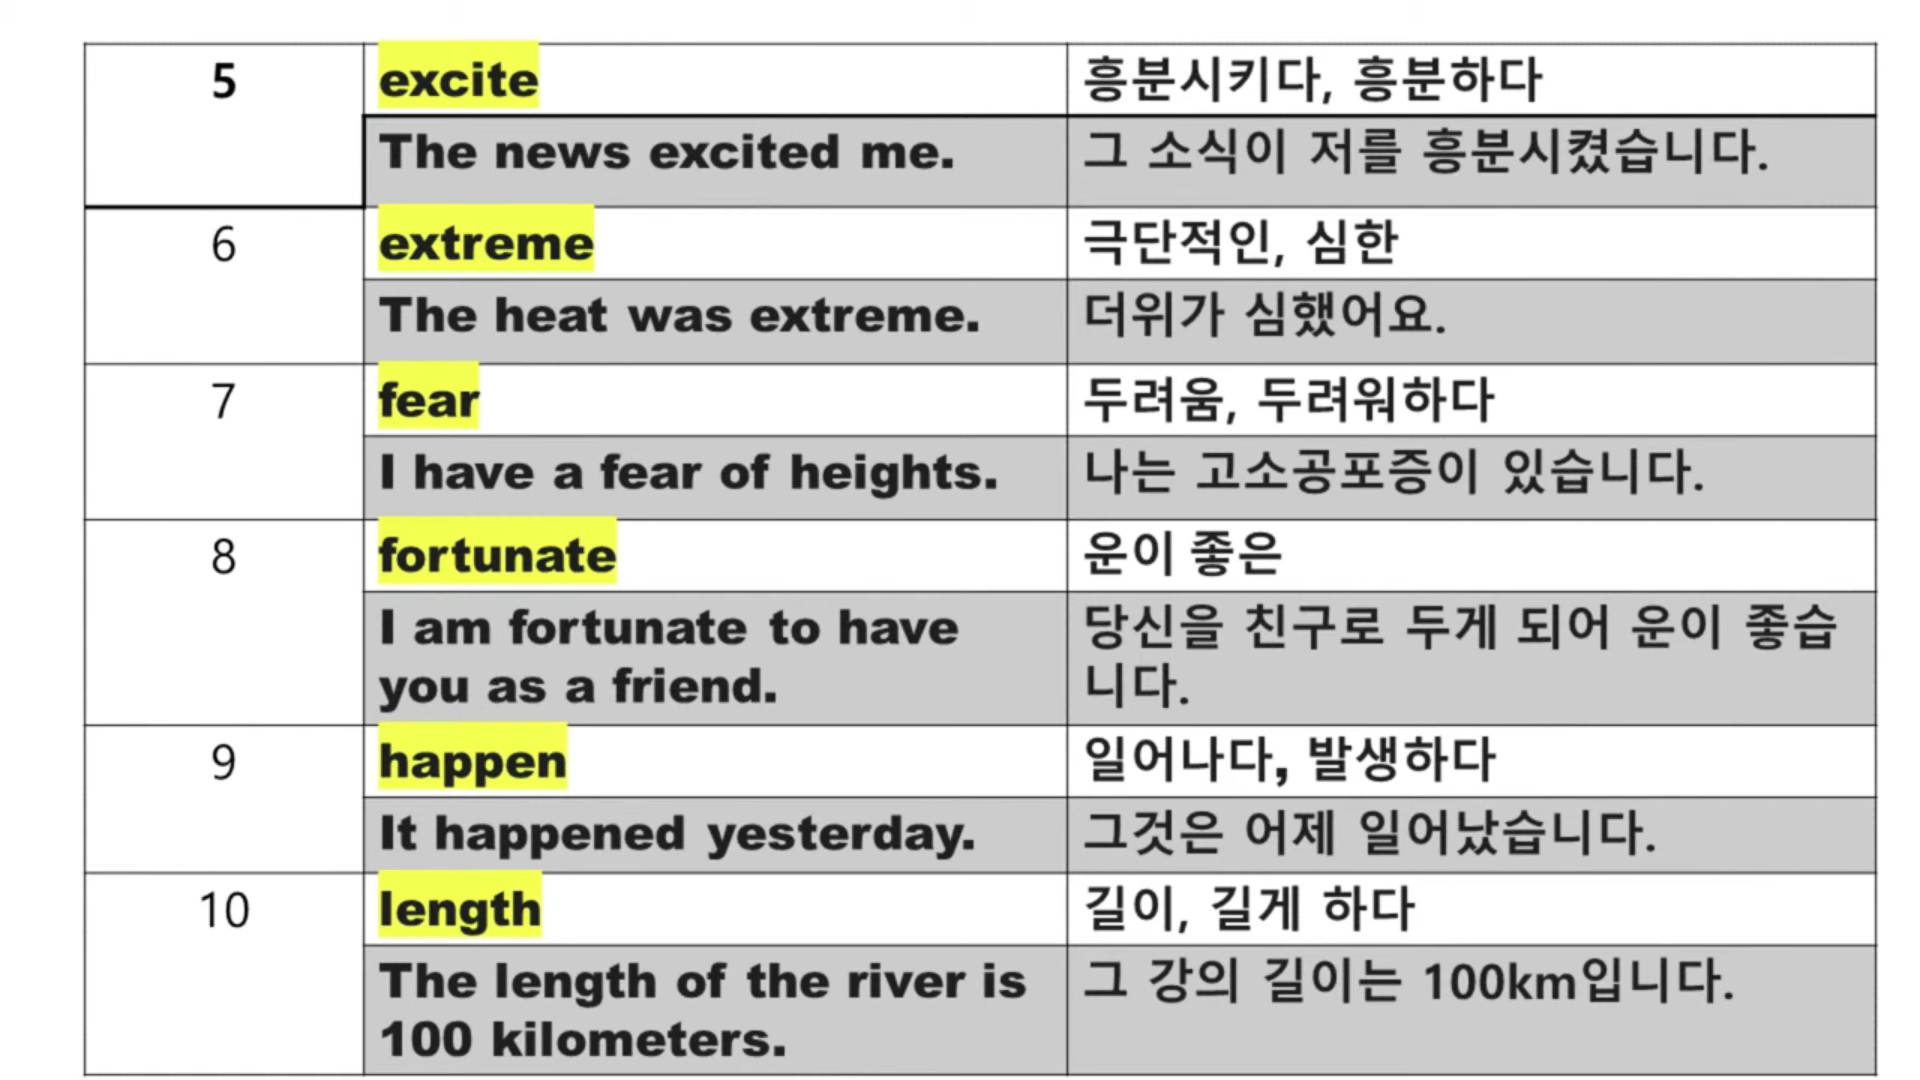 5
excite
흥분시키다, 흥분하다
The news excited me.
그 소식이 저를 흥분시켰습니다.
6
extreme
극단적인, 심한
The heat was extreme.
더위가 심했어요.
7
fear
두려움, 두려워하다
I have a fear of heights.
나는 고소공포증이 있습니다.
8
fortunate
운이 좋은
I am fortunate to have
you as a friend.
당신을 친구로 두게 되어 운이 좋습
니다.
9
happen
일어나다, 발생하다
It happened yesterday.
그것은 어제 일어났습니다.
10
length
길이, 길게 하다
The length of the river is
100 kilometers.
그 강의 길이는 100km입니다.